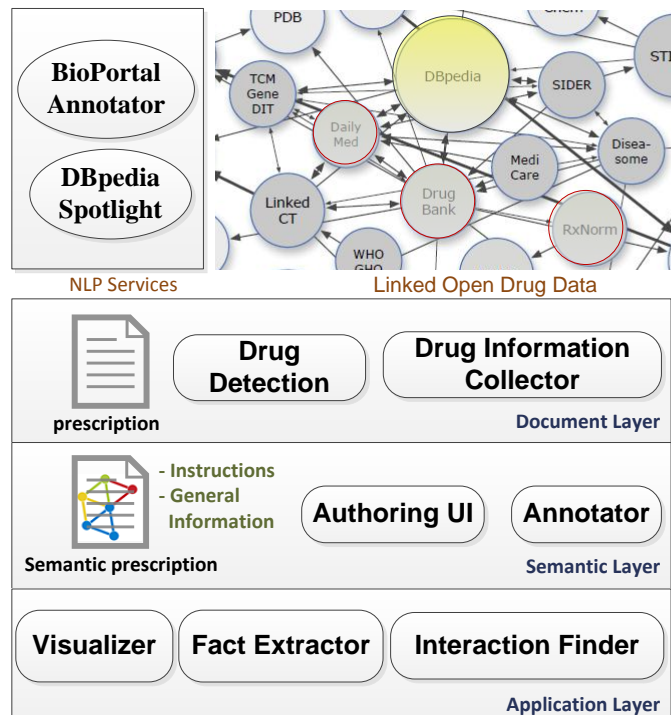 BioPortal
Annotator
DBpedia
Spotlight
NLP Services
PDB
Chem
STI
TCM
Gene
DIT
DBpedia
SIDER
Daily
Med
Disea-
some
Medi
Care
Linked
CT
Drug
Bank
RxNorm
WHO
GHO
Linked Open Drug Data
prescription
Drug
Detection
Drug Information
Collector
Document Layer
- Instructions
- General
Information
Semantic prescription
Authoring UI
Annotator
Semantic Layer
Visualizer
Fact Extractor
Interaction Finder
Application Layer